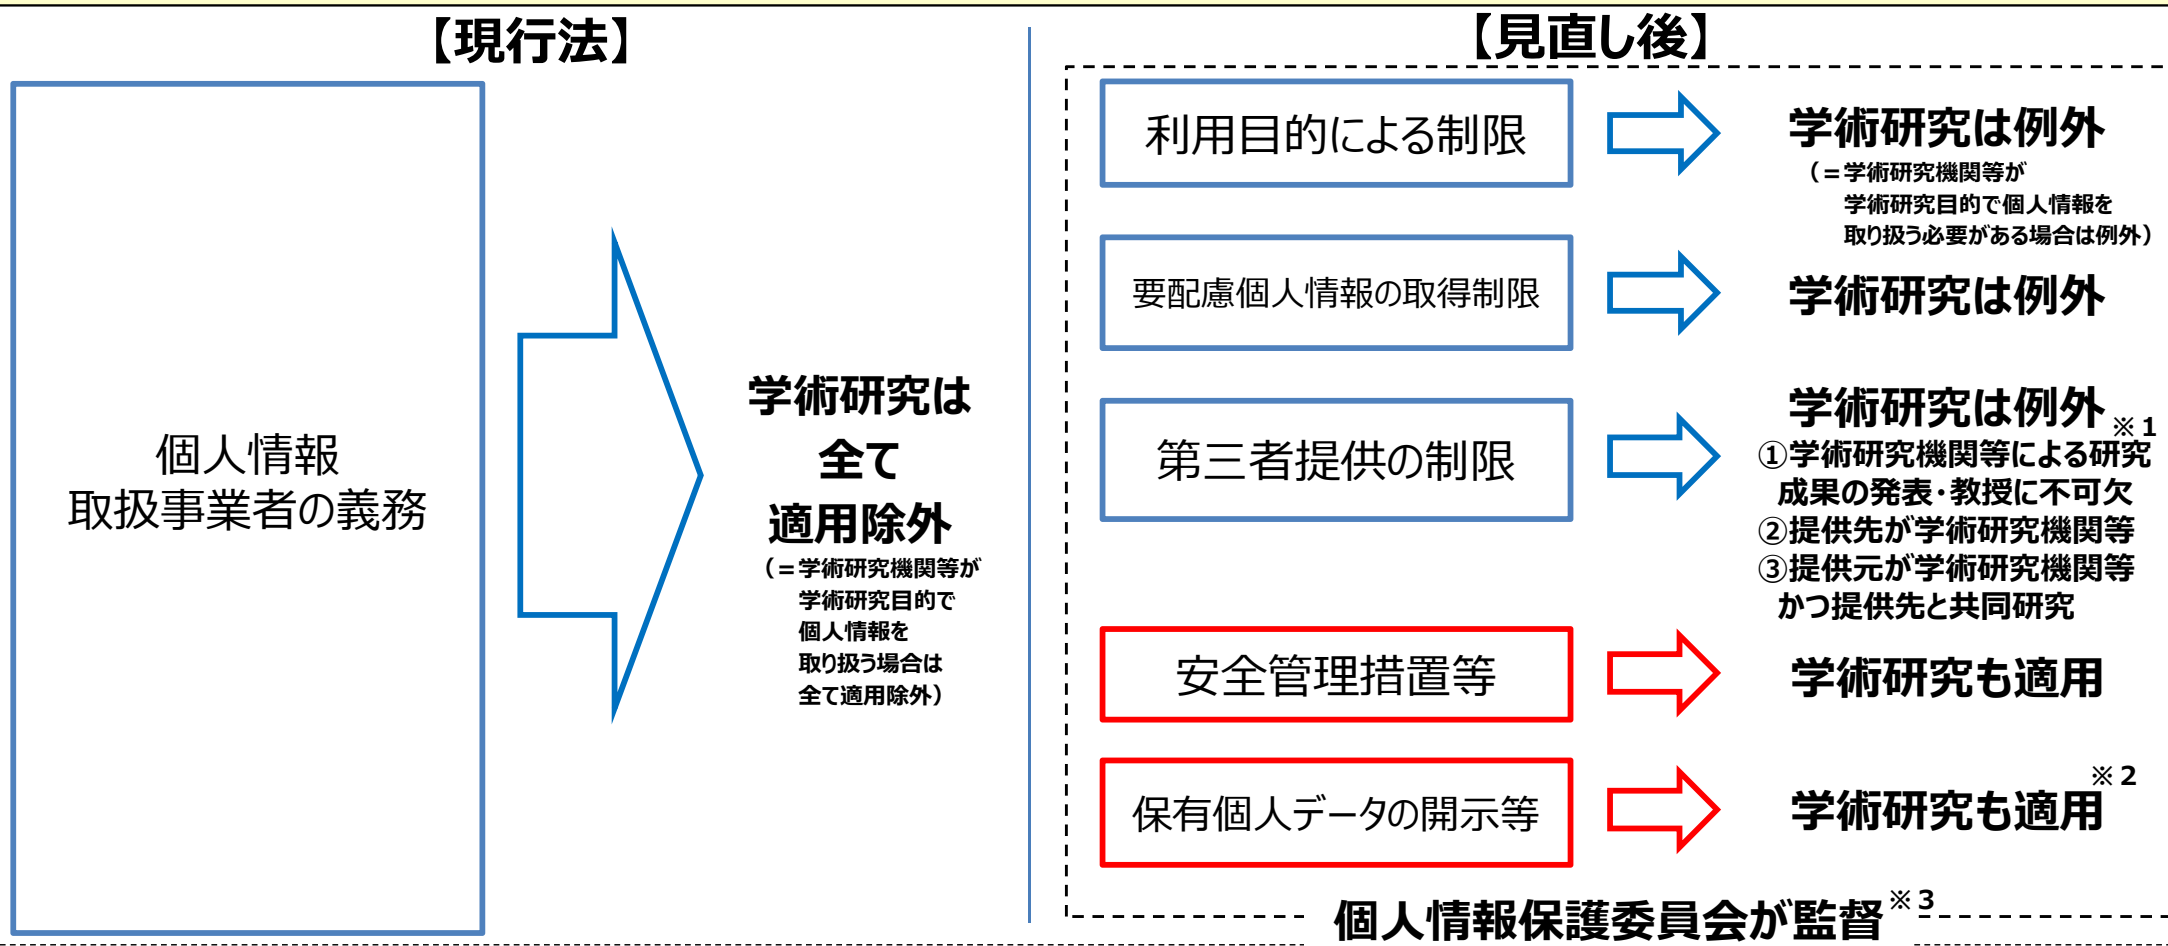 【現行法】
個人情報
取扱事業者の義務
学術研究は
全て
適用除外
（＝学術研究機関等が
学術研究目的で
個人情報を
取り扱う場合は
全て適用除外）
【見直し後】
利用目的による制限
学術研究は例外
（＝学術研究機関等が
学術研究目的で個人情報を
取り扱う必要がある場合は例外）
要配慮個人情報の取得制限
学術研究は例外
第三者提供の制限
学術研究は例外※１
①学術研究機関等による研究
成果の発表・教授に不可欠
②提供先が学術研究機関等
③提供元が学術研究機関等
かつ提供先と共同研究
安全管理措置等
学術研究も適用
保有個人データの開示等
学術研究も適用※２
個人情報保護委員会が監督※３